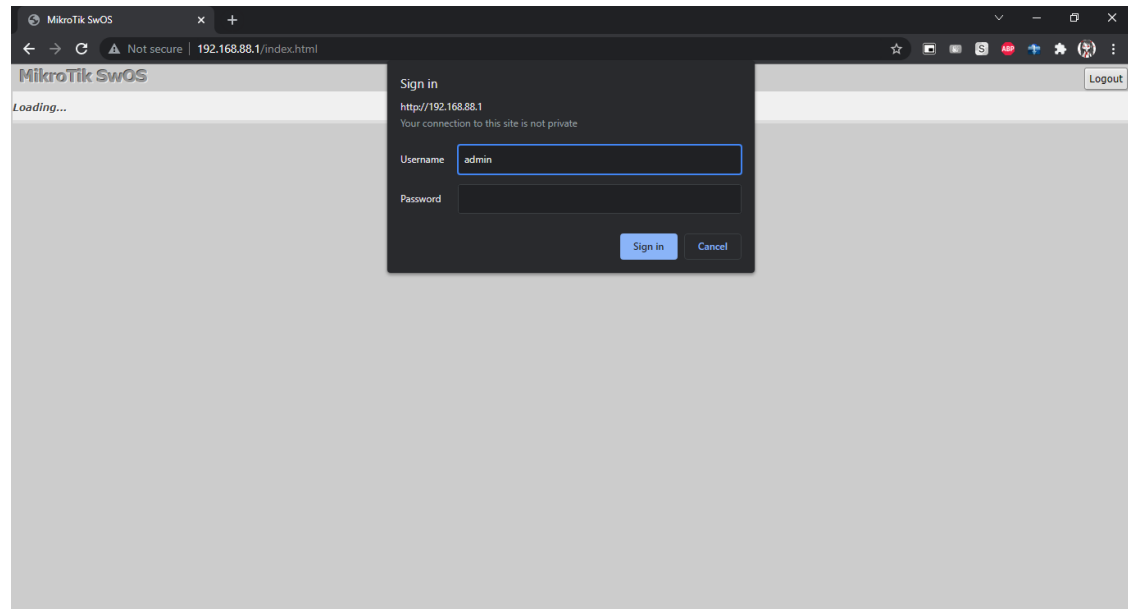 MikroTik SwOS
Not secure | 192.168.88.1/index.html
S ABP
MikroTik SwOS
Logout
Loading...
Sign in
http://192.168.88.1
Your connection to this site is not private
Username admin
Password
Sign in Cancel